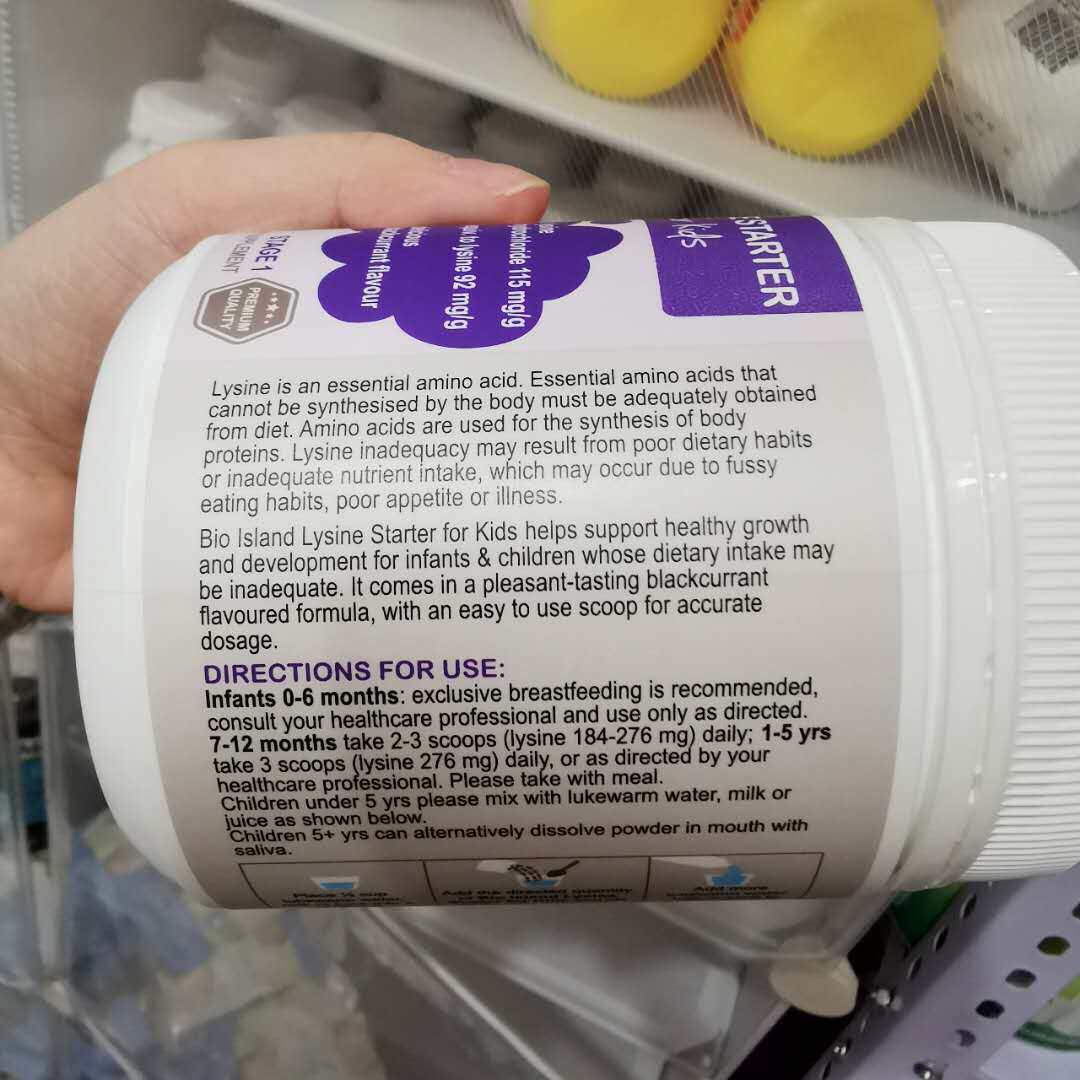 STARTER
Kids
hydrochloride 115 mg/g
to lysine 92 mg/g
flavour
STAGE 1
PREMIUM
QUALITY
Lysine is an essential amino acid. Essential amino acids that
cannot be synthesised by the body must be adequately obtained
from diet. Amino acids are used for the synthesis of body
proteins. Lysine inadequacy may result from poor dietary habits
or inadequate nutrient intake, which may occur due to fussy
eating habits, poor appetite or illness.
Bio Island Lysine Starter for Kids helps support healthy growth
and development for infants & children whose dietary intake may
be inadequate. It comes in a pleasant-tasting blackcurrant
flavoured formula, with an easy to use scoop for accurate
dosage.
DIRECTIONS FOR USE:
Infants 0-6 months: exclusive breastfeeding is recommended,
consult your healthcare professional and use only as directed.
7-12 months take 2-3 scoops (lysine 184-276 mg) daily; 1-5 yrs
take 3 scoops (lysine 276 mg) daily, or as directed by your
healthcare professional. Please take with meal.
Children under 5 yrs please mix with lukewarm water, milk or
juice as shown below.
Children 5+ yrs can alternatively dissolve powder in mouth with
saliva.
Add the directed quantity
Add more